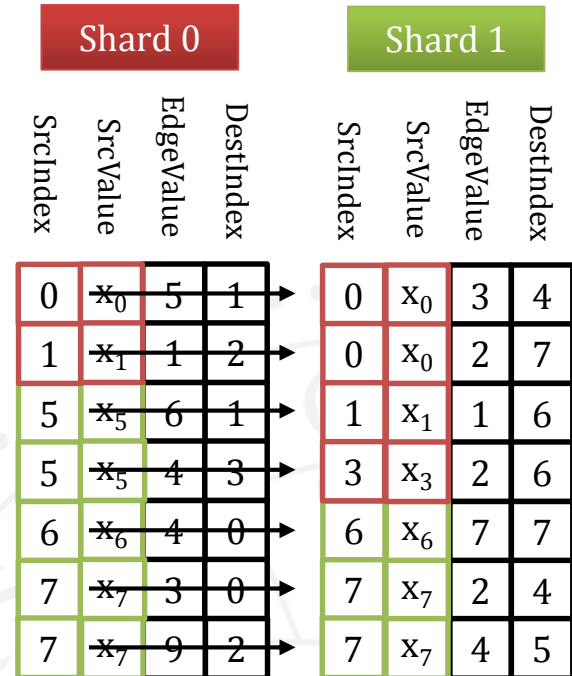 Shard 0 Shard 1
SrcIndex SrcValue EdgeValue DestIndex SrcIndex SrcValue EdgeValue DestIndex
0 x₀ 5 1 0 x₀ 3 4
1 x₁ 1 2 0 x₀ 2 7
5 x₅ 6 1 1 x₁ 1 6
5 x₅ 4 3 3 x₃ 2 6
6 x₆ 4 0 6 x₆ 7 7
7 x₇ 3 0 7 x₇ 2 4
7 x₇ 9 2 7 x₇ 4 5